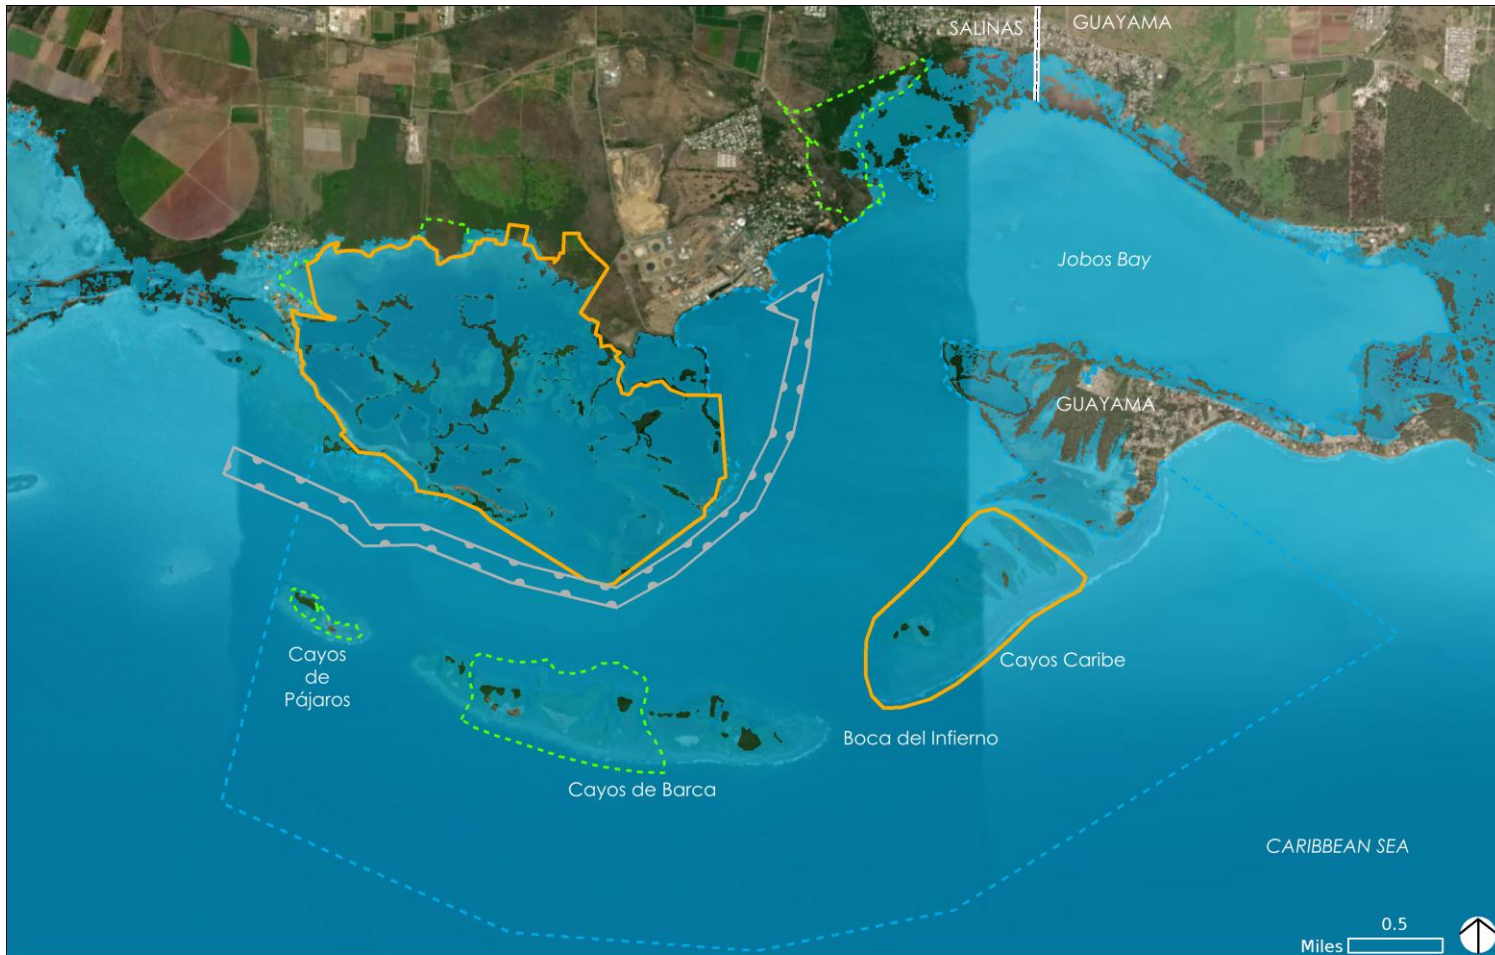 SALINAS
GUAYAMA
Jobos Bay
GUAYAMA
Cayos
de
Pájaros
Cayos Caribe
Boca del Infierno
Cayos de Barca
CARIBBEAN SEA
0.5
Miles